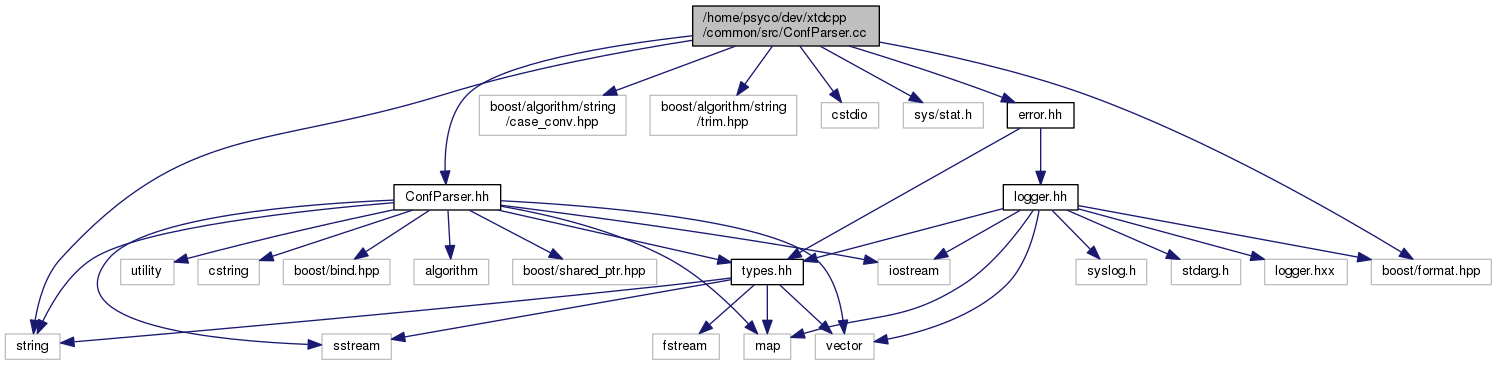 /home/psyco/dev/xtdcpp
/common/src/ConfParser.cc
boost/algorithm/string
/case_conv.hpp
boost/algorithm/string
/trim.hpp
cstdio
sys/stat.h
error.hh
ConfParser.hh
logger.hh
utility
cstring
boost/bind.hpp
algorithm
boost/shared_ptr.hpp
types.hh
iostream
syslog.h
stdarg.h
logger.hxx
boost/format.hpp
string
sstream
fstream
map
vector